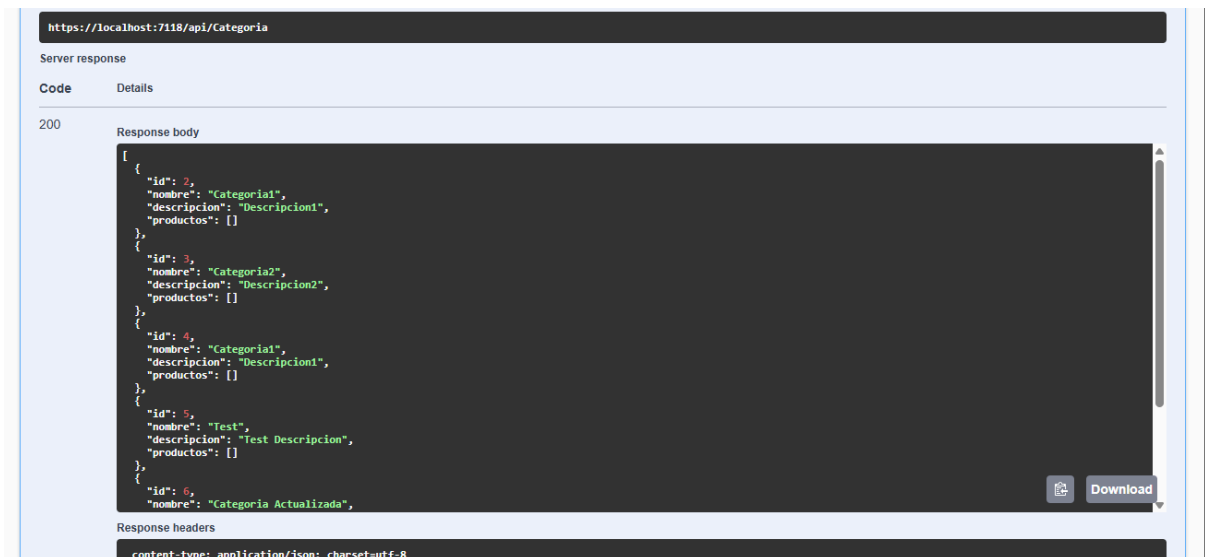 https://localhost:7118/api/Categoria
Server response
Code Details
200
Response body
[
{
"id": 2,
"nombre": "Categoria1",
"descripcion": "Descripcion1",
"productos": []
},
{
"id": 3,
"nombre": "Categoria2",
"descripcion": "Descripcion2",
"productos": []
},
{
"id": 4,
"nombre": "Categoria1",
"descripcion": "Descripcion1",
"productos": []
},
{
"id": 5,
"nombre": "Test",
"descripcion": "Test Descripcion",
"productos": []
},
{
"id": 6,
"nombre": "Categoria Actualizada",
Download
Response headers
content-type: application/json; charset=utf-8